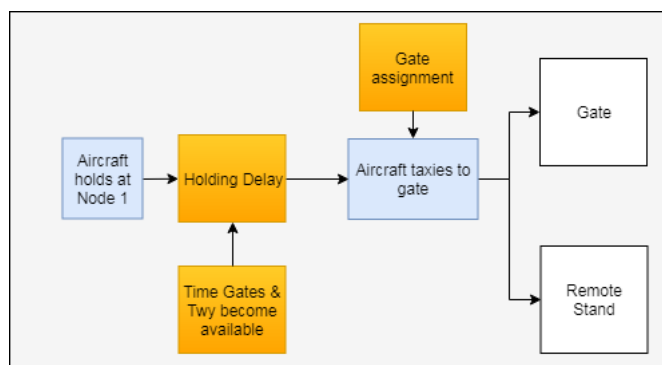 Gate
assignment
Gate
Aircraft
holds at
Node 1
Holding Delay
Aircraft taxies to
gate
Time Gates &
Twy become
available
Remote
Stand